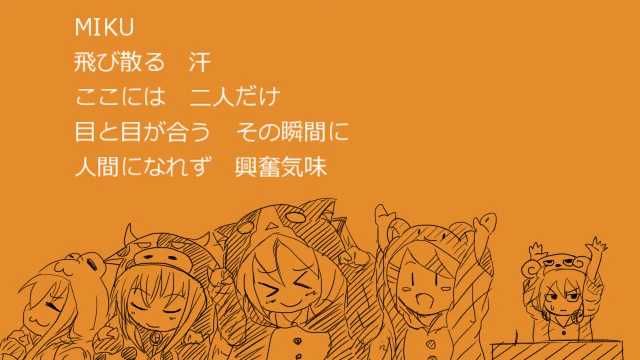 MIKU
飛び散る　汗
ここには　二人だけ
目と目が合う　その瞬間に
人間になれず　興奮気味